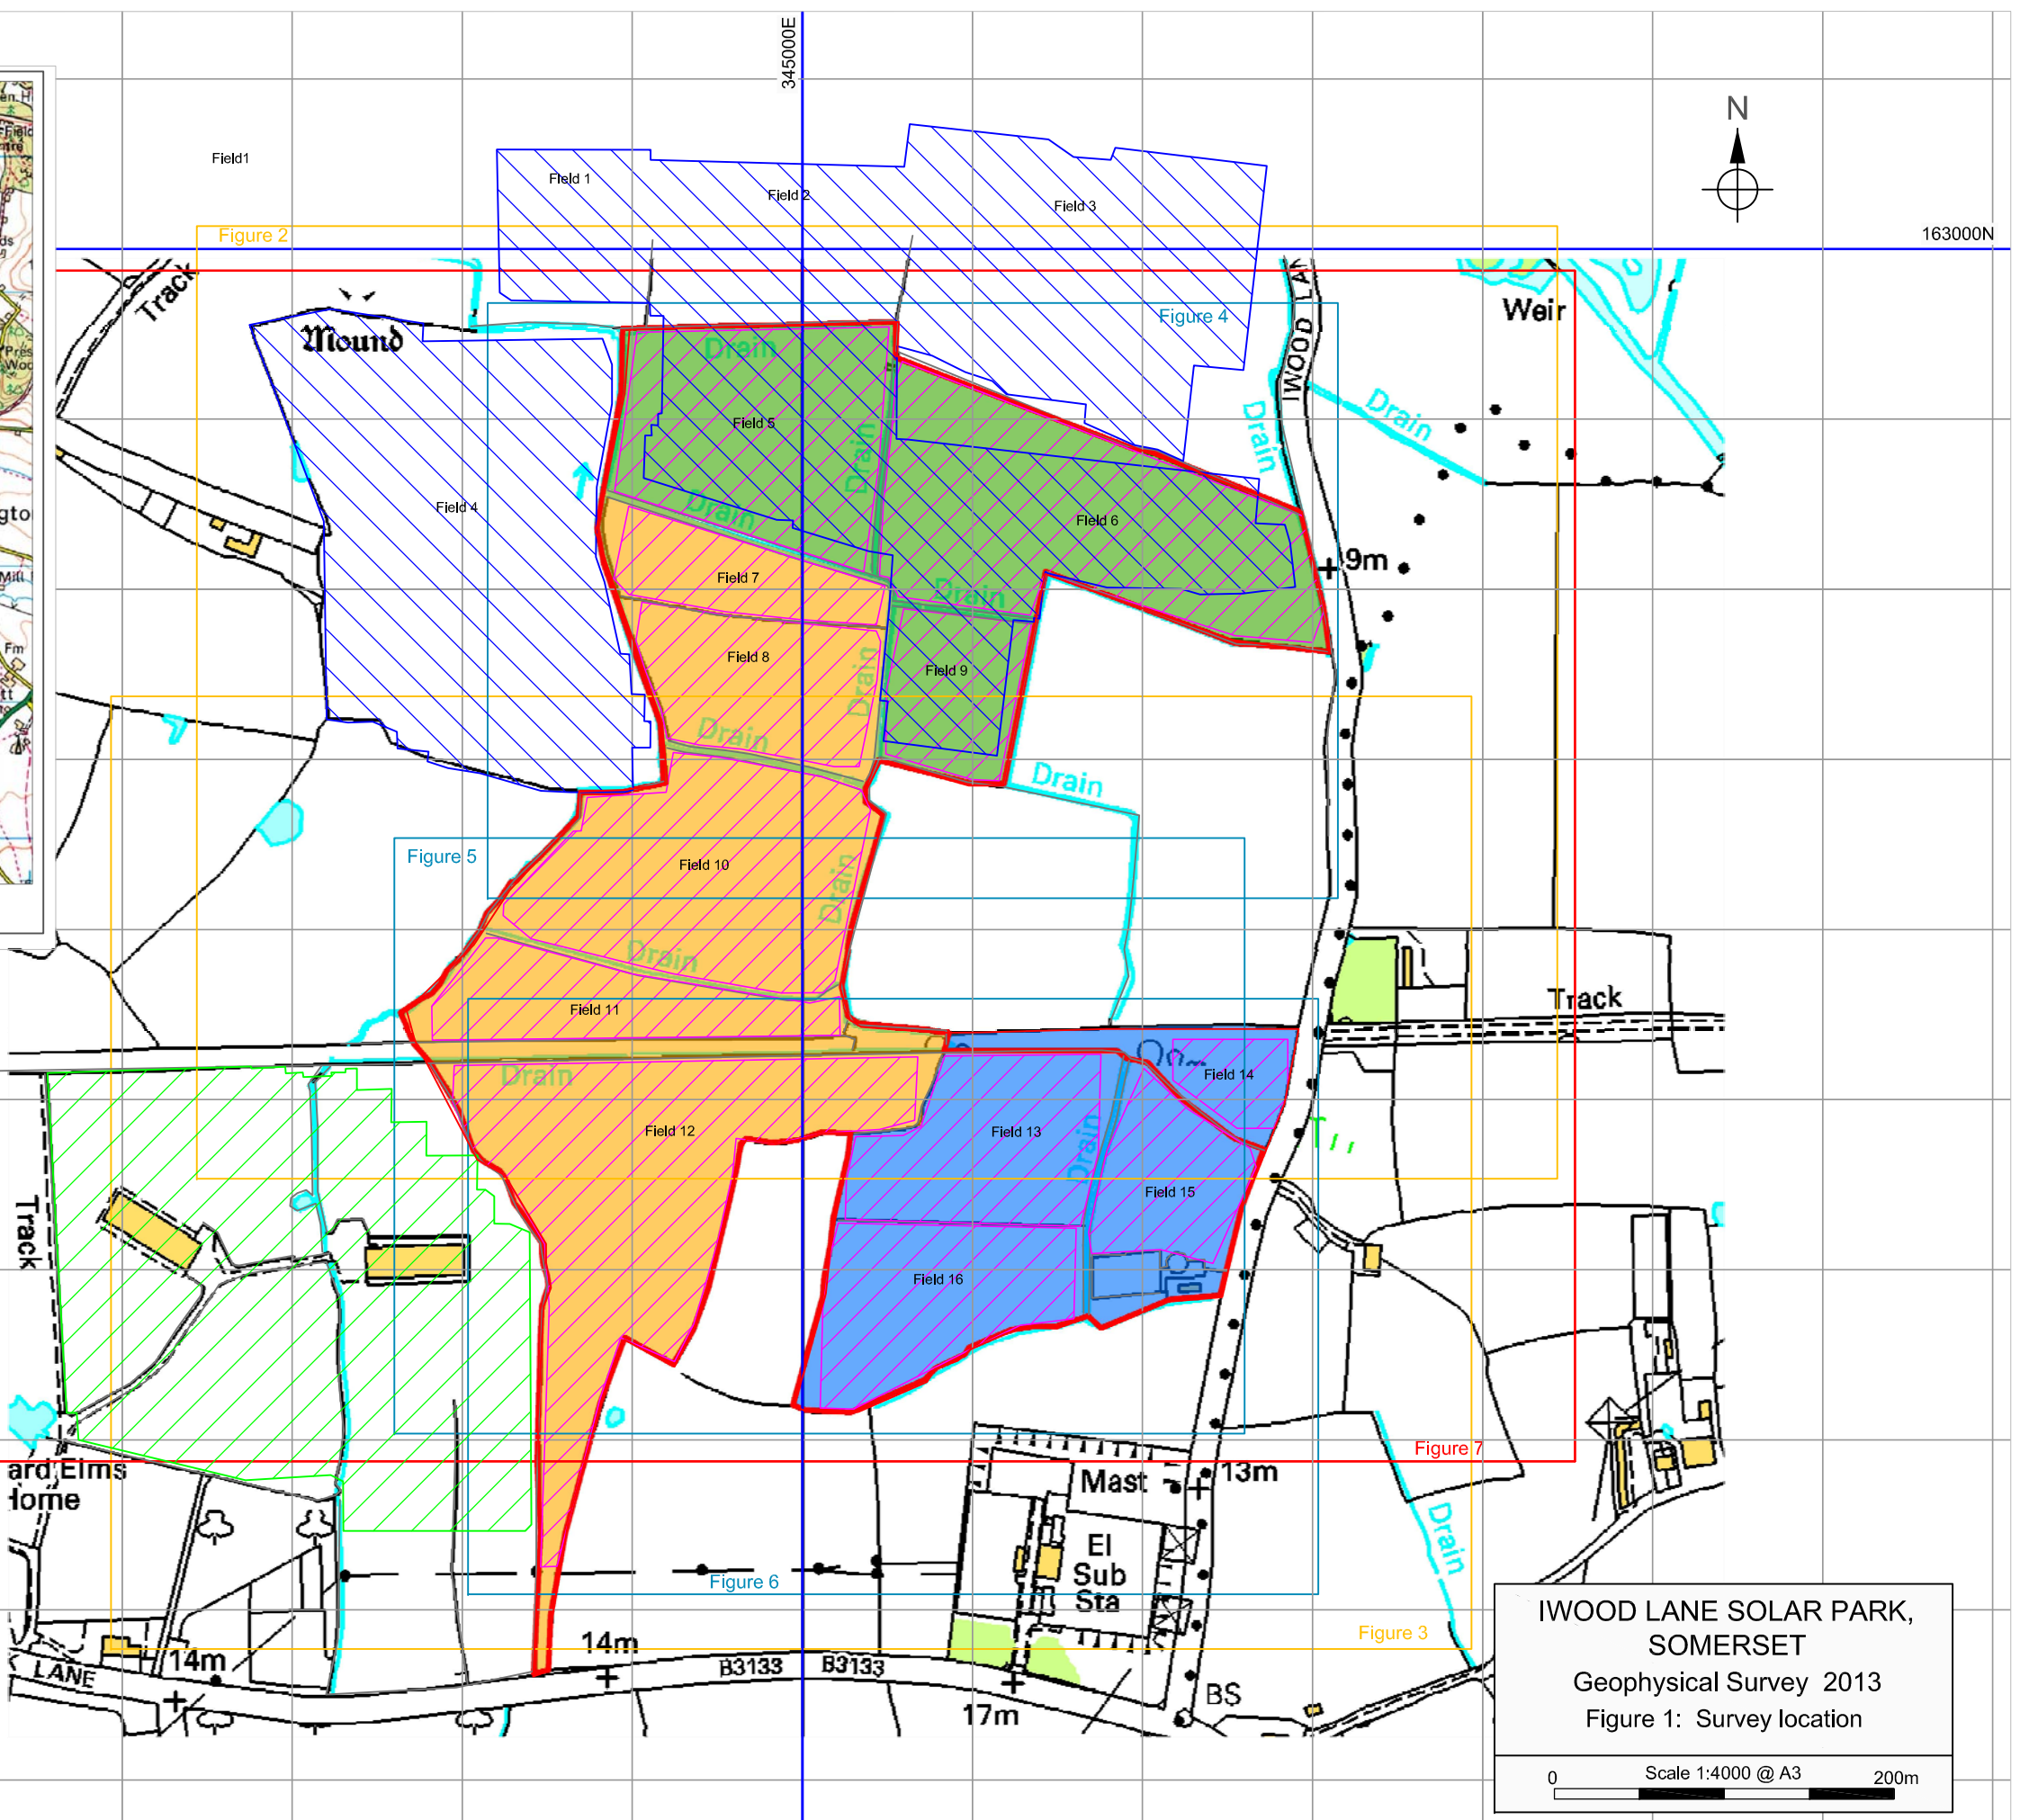 345000E
N
Field1
Field 1
Field 2
Field 3
Figure 2
163000N
Track
Mound
Figure 4
IWOOD LA
Weir
Drain
Drain
Drain
Drain
Field 5
Drain
Field 4
Drain
Field 6
9m
Field 7
Drain
Field 8
Field 9
Drain
Drain
Drain
Figure 5
Field 10
Drain
Drain
Field 11
Track
Drain
Field 14
Field 12
Field 13
Drain
Field 15
Track
Field 16
Figure 7
ard Elms
Home
Mast
13m
Drain
El
Sub
Sta
Figure 6
Figure 3
14m
14m
LANE
B3133
B3133
17m
BS
Mill
Fm
IWOOD LANE SOLAR PARK,
SOMERSET
Geophysical Survey 2013
Figure 1: Survey location
Scale 1:4000 @ A3
0
200m